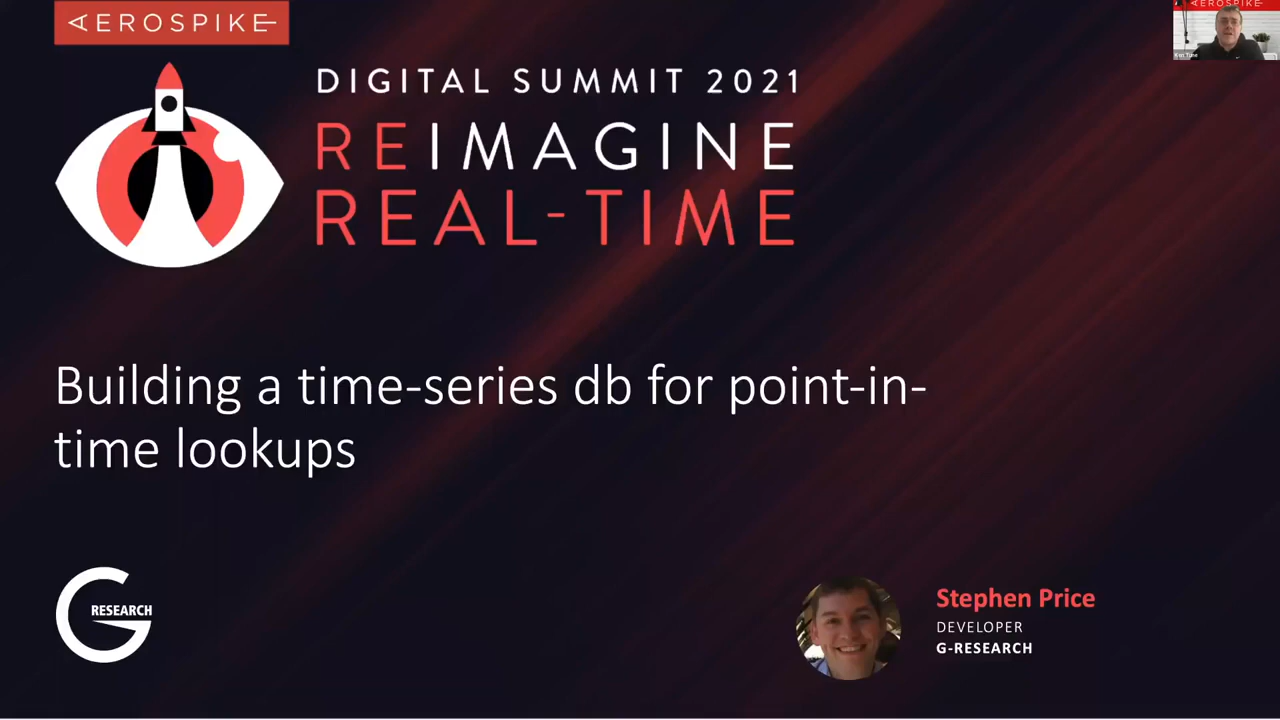 AEROSPIKE
AEROSPIKE
DIGITAL SUMMIT 2021
REIMAGINE
REAL-TIME
Building a time-series db for point-in-
time lookups
RESEARCH
Stephen Price
DEVELOPER
G-RESEARCH